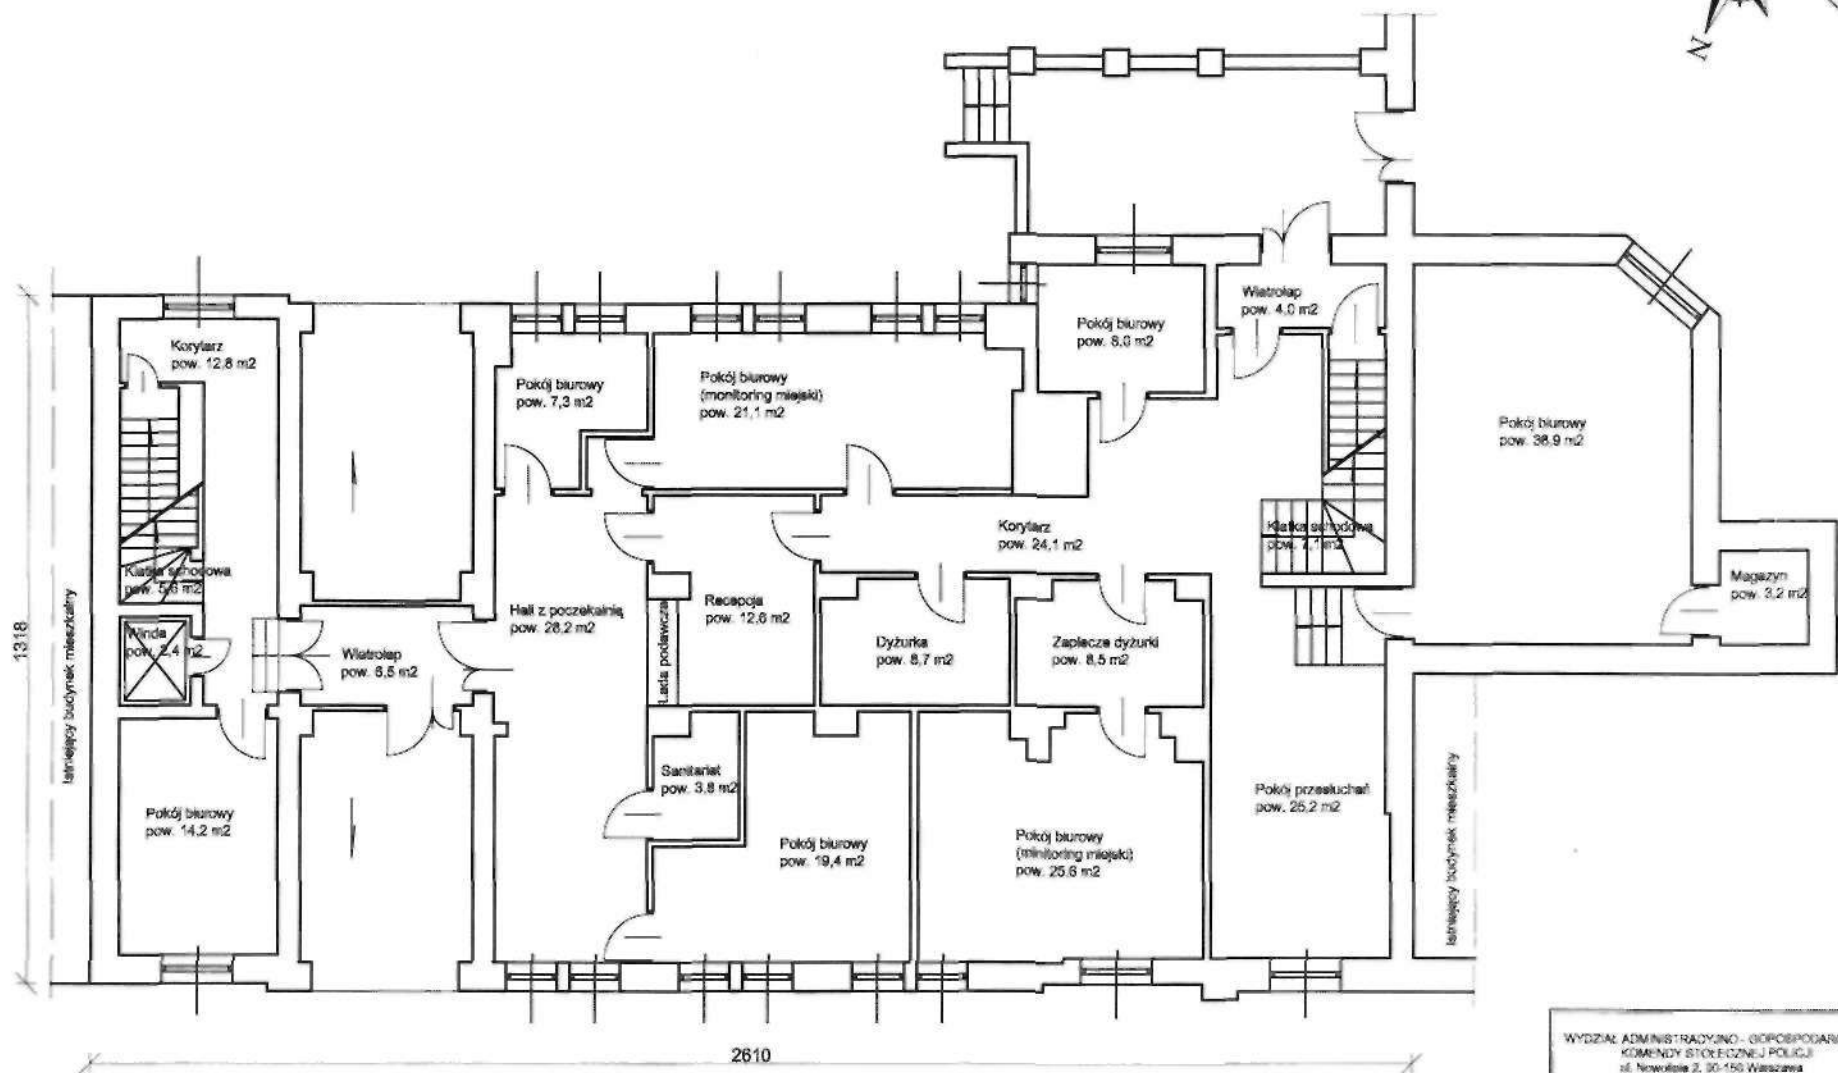 N
Korytarz
pow. 12,8 m2
Klatka schodowa
pow. 5,6 m2
Winda
pow. 2,4 m2
Pokój biurowy
pow. 14,2 m2
Istniejący budynek mieszkalny
1318
Wiatrołap
pow. 6,5 m2
Pokój biurowy
pow. 7,3 m2
Hall z poczekalnią
pow. 28,2 m2
Pokój biurowy
(monitoring miejski)
pow. 21,1 m2
Lada podawcza
Recepcja
pow. 12,6 m2
Sanitariat
pow. 3,8 m2
Pokój biurowy
pow. 19,4 m2
Korytarz
pow. 24,1 m2
Dyżurka
pow. 8,7 m2
Zaplecze dyżurki
pow. 8,5 m2
Pokój biurowy
(minitoring miejski)
pow. 25,6 m2
Pokój biurowy
pow. 8,0 m2
Wiatrołap
pow. 4,0 m2
Klatka schodowa
pow. 7,1 m2
Pokój przesłuchań
pow. 25,2 m2
Pokój biurowy
pow. 38,9 m2
Magazyn
pow. 3,2 m2
Istniejący budynek mieszkalny
2610
WYDZIAŁ ADMINISTRACYJNO - GOPOSPODAR
KOMENDY STOŁECZNEJ POLICJI
ul. Nowolipie 2, 00-150 Warszawa